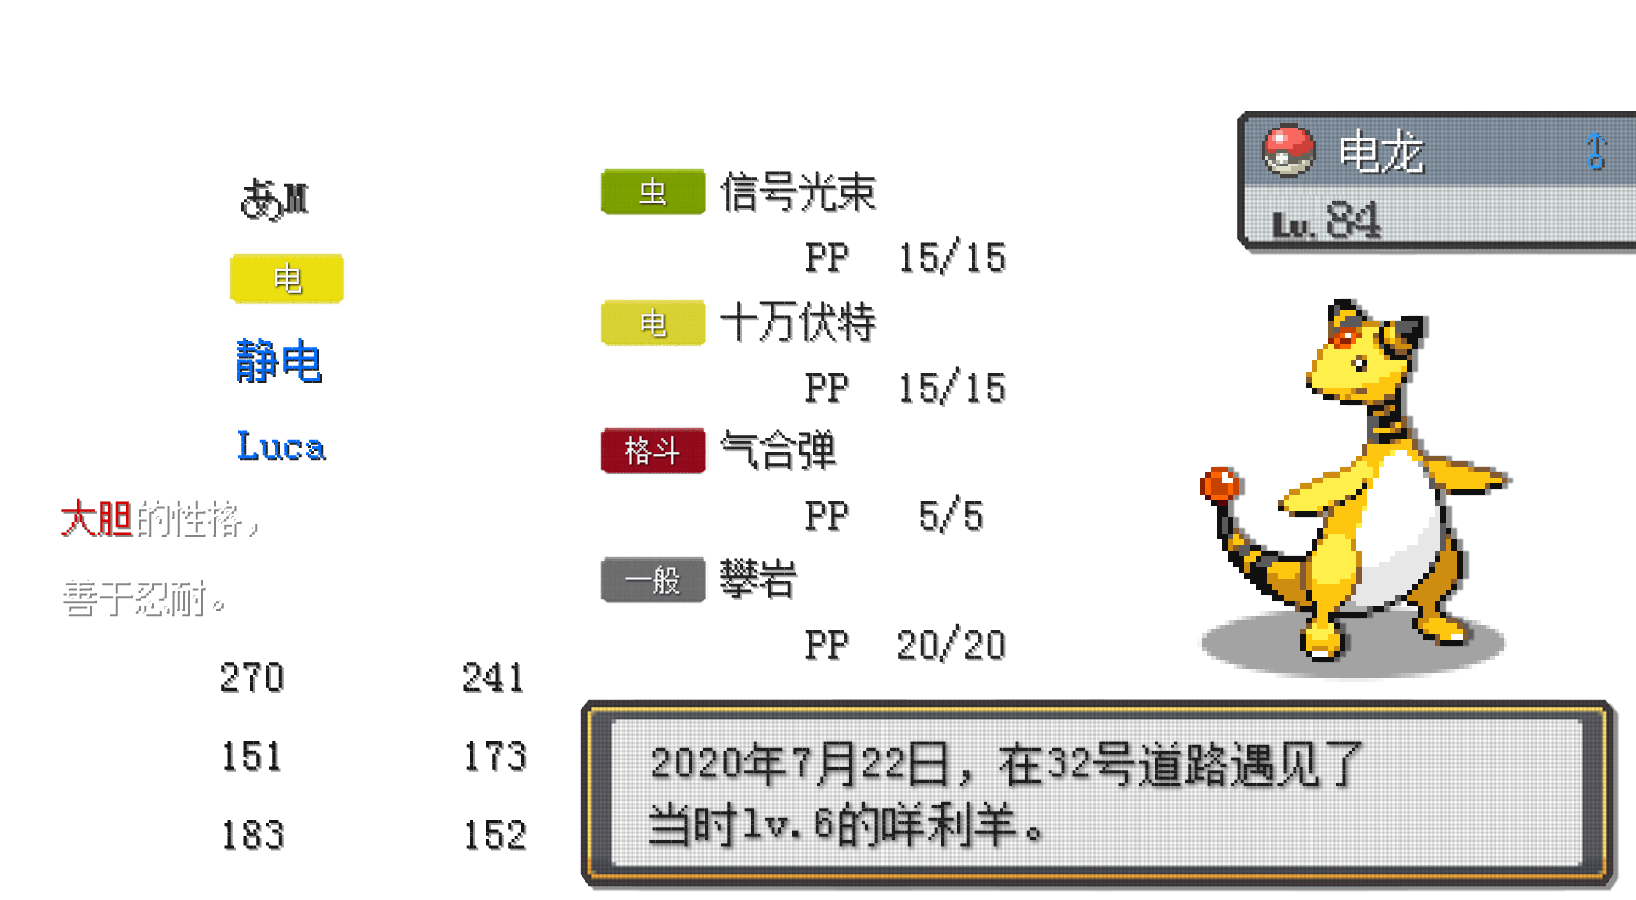 あM
电
静电
Luca
大胆的性格，
善于忍耐。
270 241
151 173
183 152
虫 信号光束
PP 15/15
电 十万伏特
PP 15/15
格斗 气合弹
PP 5/5
一般 攀岩
PP 20/20
电龙 ♂
Lv.84
2020年7月22日，在32号道路遇见了
当时lv.6的咩利羊。